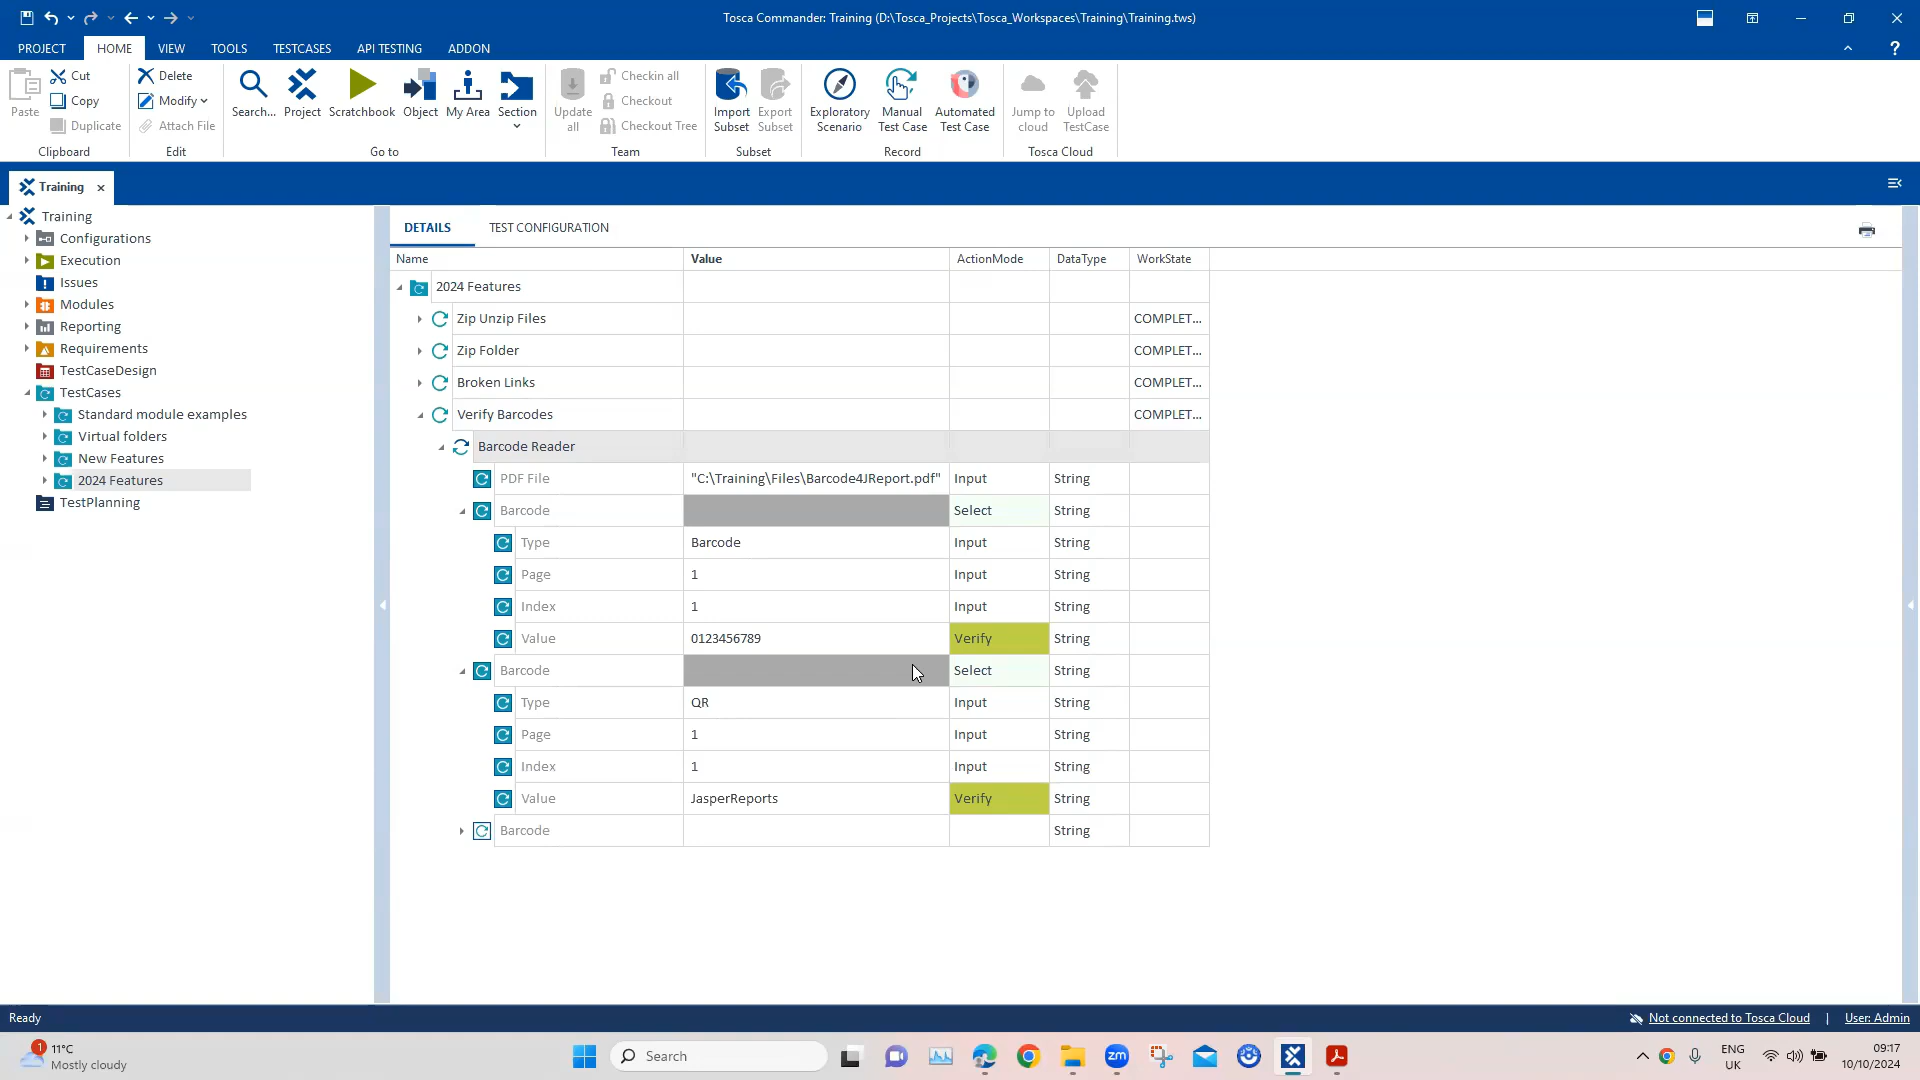 Tosca Commander: Training (D:\Tosca_Projects\Tosca_Workspaces\Training\Training.tws)
PROJECT HOME VIEW TOOLS TESTCASES API TESTING ADDON ?
Paste Cut Copy Duplicate
Clipboard
Delete Modify Attach File
Edit
Search... Project Scratchbook Object My Area Section
Go to
Update all Checkin all Checkout Checkout Tree
Team
Import Subset Export Subset
Subset
Exploratory Scenario Manual Test Case Automated Test Case
Record
Jump to cloud Upload TestCase
Tosca Cloud
Training
Training
Configurations
Execution
Issues
Modules
Reporting
Requirements
TestCaseDesign
TestCases
Standard module examples
Virtual folders
New Features
2024 Features
TestPlanning
DETAILS TEST CONFIGURATION
Name Value ActionMode DataType WorkState
2024 Features
Zip Unzip Files COMPLET...
Zip Folder COMPLET...
Broken Links COMPLET...
Verify Barcodes COMPLET...
Barcode Reader
PDF File "C:\Training\Files\Barcode4JReport.pdf" Input String
Barcode Select String
Type Barcode Input String
Page 1 Input String
Index 1 Input String
Value 0123456789 Verify String
Barcode Select String
Type QR Input String
Page 1 Input String
Index 1 Input String
Value JasperReports Verify String
Barcode String
Ready Not connected to Tosca Cloud | User: Admin
1 11°C
Mostly cloudy
Search
zm
ENG
UK
09:17
10/10/2024